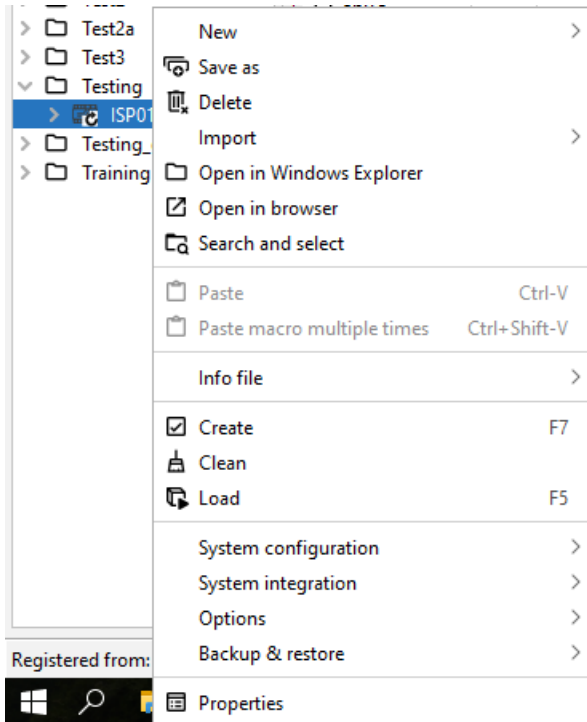 Test2a
Test3
Testing
ISP01
Testing_
Training
New
Save as
Delete
Import
Open in Windows Explorer
Open in browser
Search and select
Paste Ctrl-V
Paste macro multiple times Ctrl+Shift-V
Info file
Create F7
Clean
Load F5
System configuration
System integration
Options
Backup & restore
Properties
Registered from: